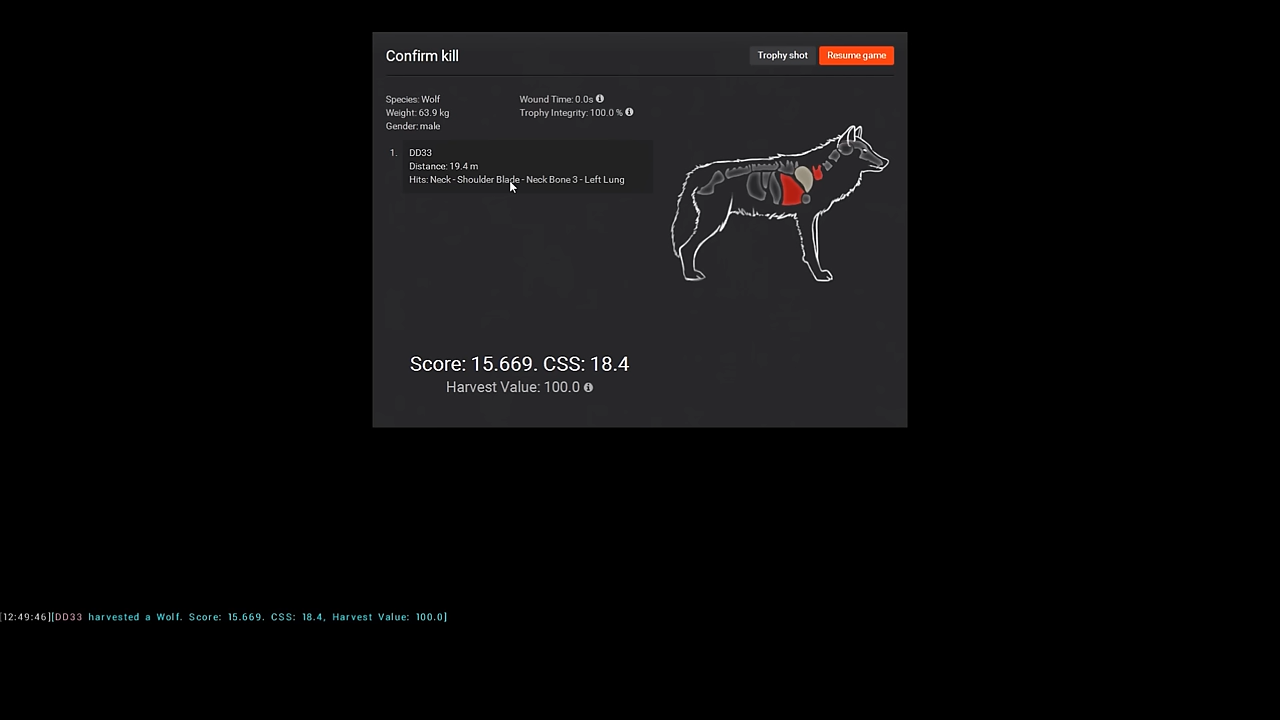 Confirm kill
Trophy shot
Resume game
Species: Wolf
Weight: 63.9 kg
Gender: male
Wound Time: 0.0s
Trophy Integrity: 100.0 %
1.
DD33
Distance: 19.4 m
Hits: Neck - Shoulder Blade - Neck Bone 3 - Left Lung
Score: 15.669. CSS: 18.4
Harvest Value: 100.0
[12:49:46][DD33 harvested a Wolf. Score: 15.669. CSS: 18.4, Harvest Value: 100.0]